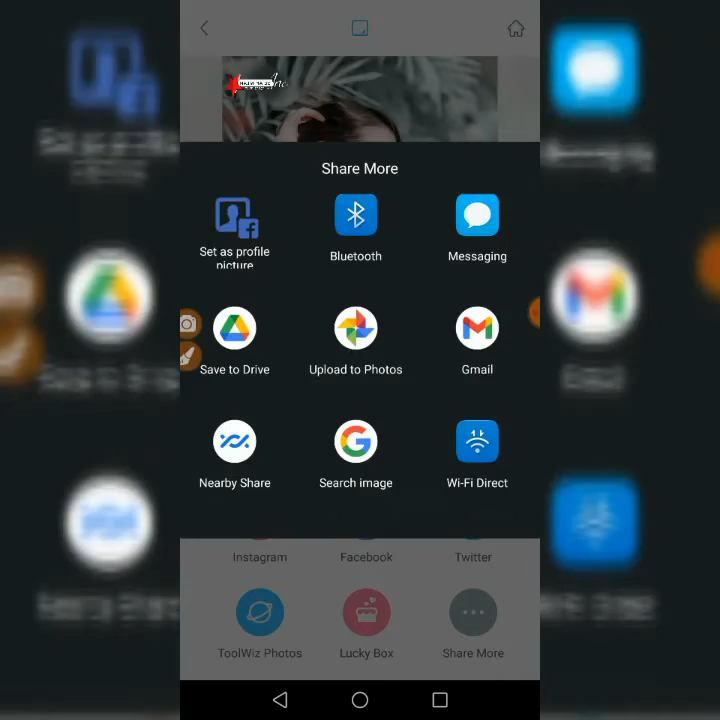 Share More
Set as profile
picture
Bluetooth
Messaging
Save to Drive
Upload to Photos
Gmail
Nearby Share
Search image
Wi-Fi Direct
Instagram
Facebook
Twitter
ToolWiz Photos
Lucky Box
Share More